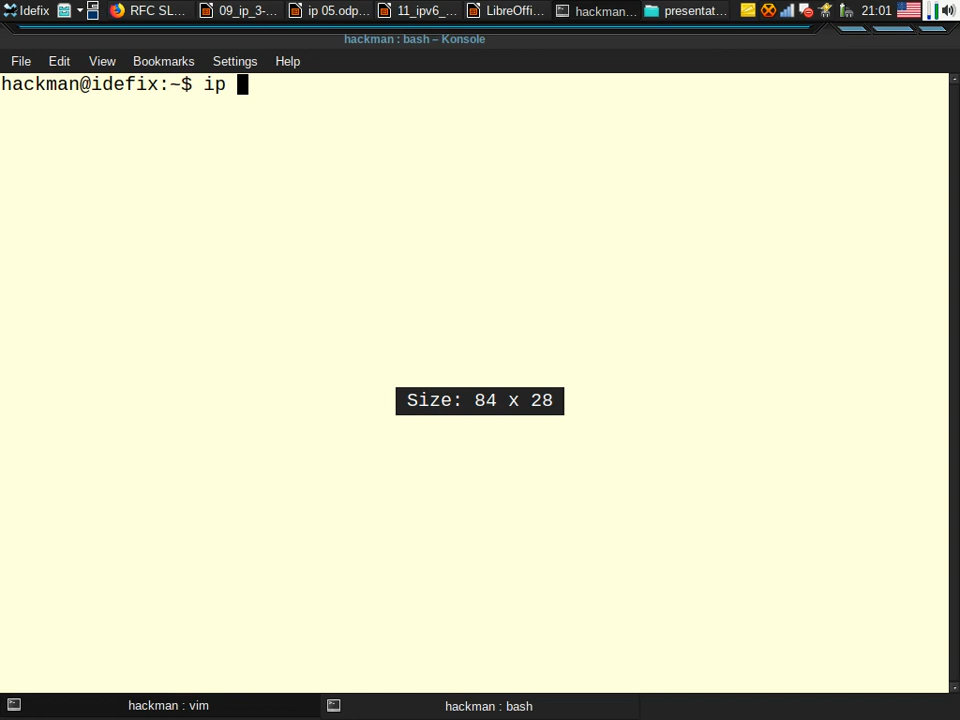 Idefix RFC SL... 09_ip_3-... ip 05.odp... 11_ipv6_... LibreOffi... hackman... presentat... 21:01
hackman : bash – Konsole
File Edit View Bookmarks Settings Help
hackman@idefix:~$ ip
Size: 84 x 28
hackman : vim hackman : bash